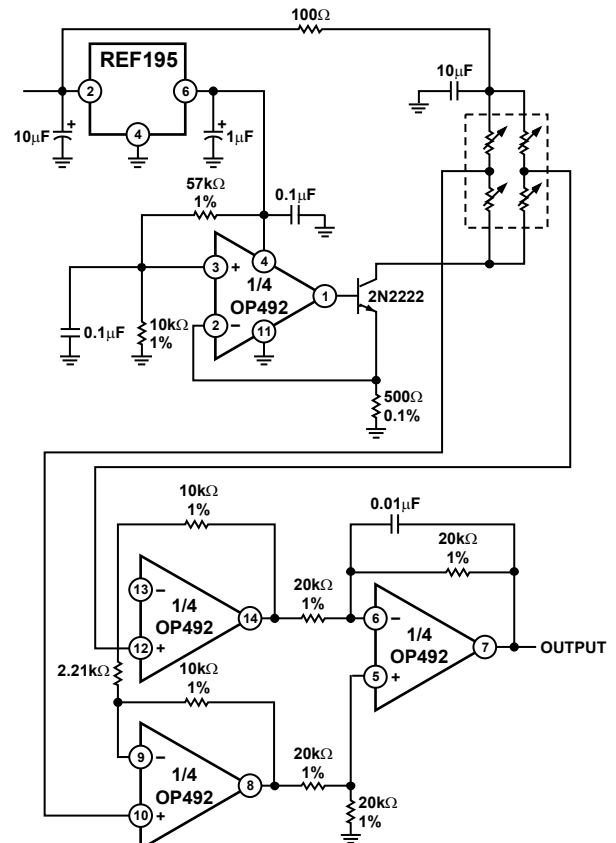 100Ω
REF195
2
6
4
+
10µF
+
1µF
10µF
57kΩ
1%
0.1µF
3
+
4
1/4
OP492
1
2N2222
2
−
11
0.1µF
10kΩ
1%
500Ω
0.1%
10kΩ
1%
0.01µF
20kΩ
1%
13
−
1/4
OP492
14
12
+
20kΩ
1%
6
−
1/4
OP492
7
OUTPUT
5
+
2.21kΩ
10kΩ
1%
9
−
1/4
OP492
8
10
+
20kΩ
1%
20kΩ
1%